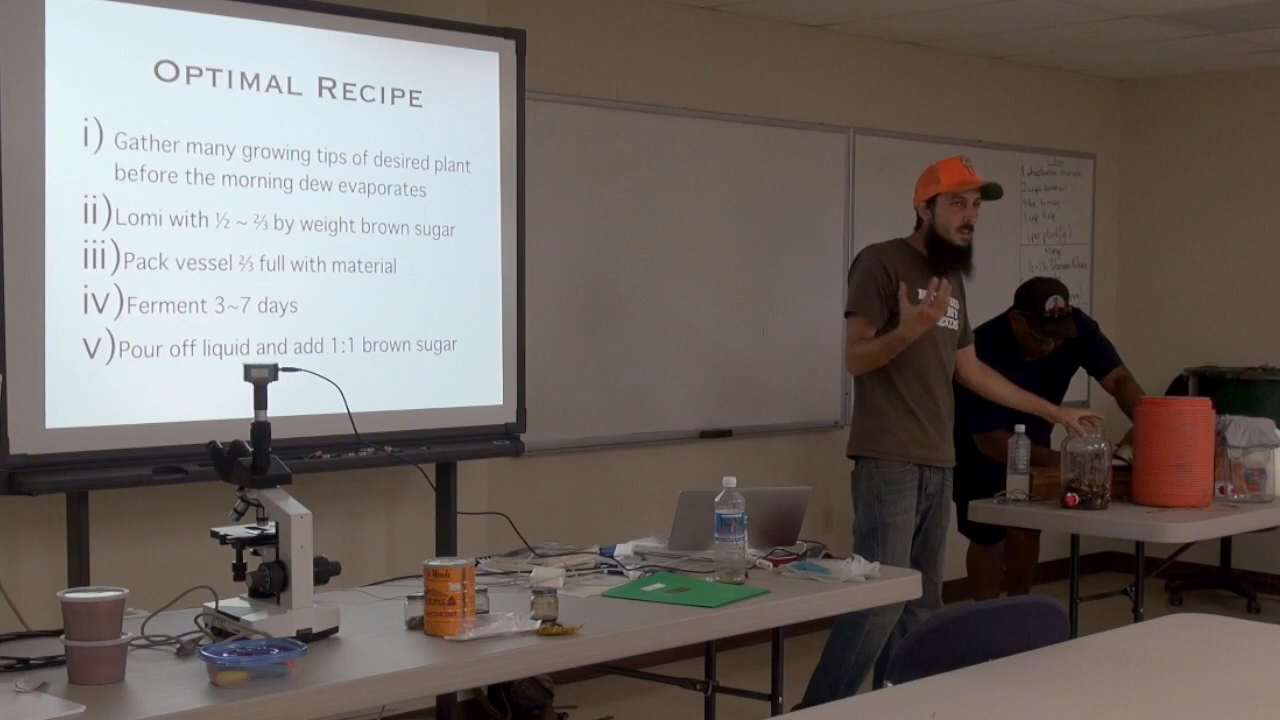 OPTIMAL RECIPE
i) Gather many growing tips of desired plant
before the morning dew evaporates
ii) Lomi with ½ ~ ⅔ by weight brown sugar
iii) Pack vessel ⅔ full with material
iv) Ferment 3~7 days
v) Pour off liquid and add 1:1 brown sugar